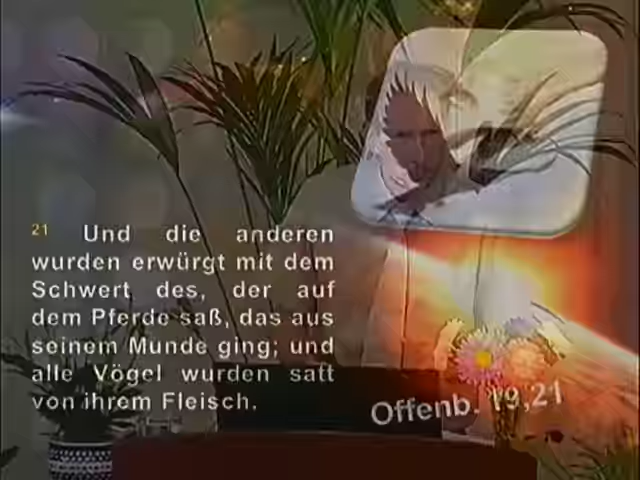 21 Und die anderen
wurden erwürgt mit dem
Schwert des, der auf
dem Pferde saß, das aus
seinem Munde ging; und
alle Vögel wurden satt
von ihrem Fleisch.
Offenb. 19,21